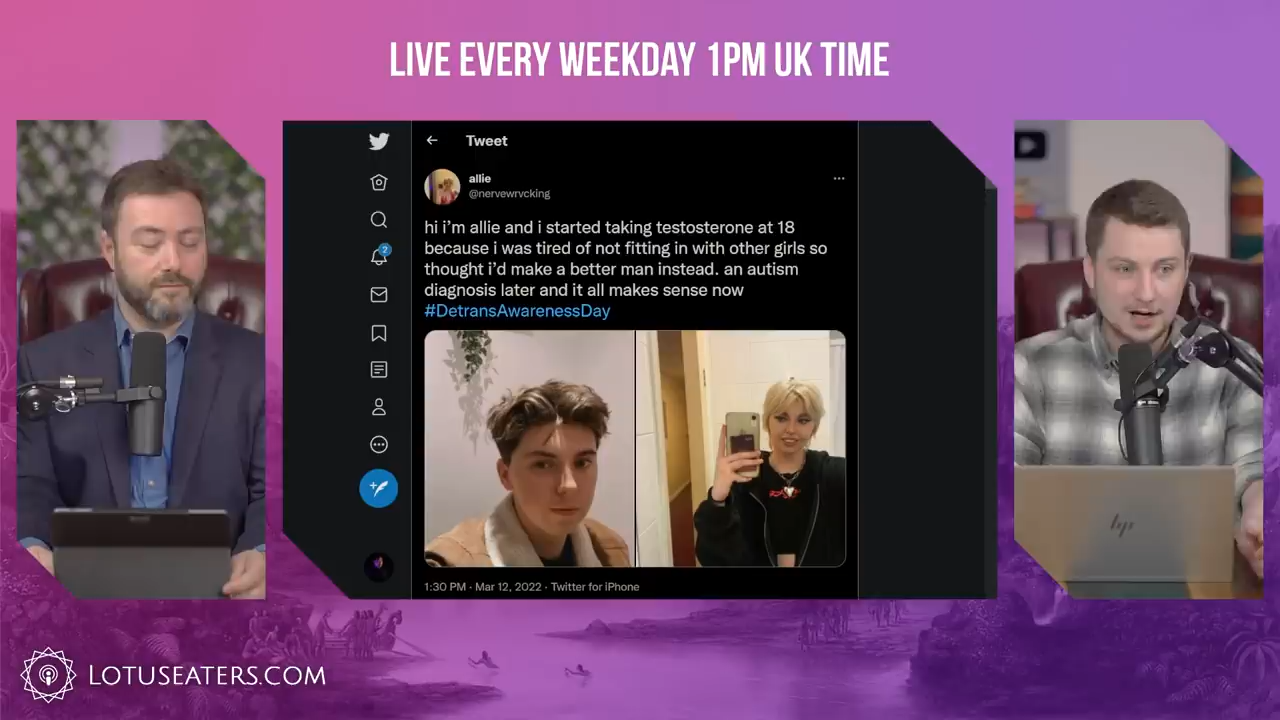 LIVE EVERY WEEKDAY 1PM UK TIME
Tweet
allie
@nervewrvcking
hi i'm allie and i started taking testosterone at 18
because i was tired of not fitting in with other girls so
thought i'd make a better man instead. an autism
diagnosis later and it all makes sense now
#DetransAwarenessDay
2
1:30 PM · Mar 12, 2022 · Twitter for iPhone
hp
LOTUSEATERS.COM